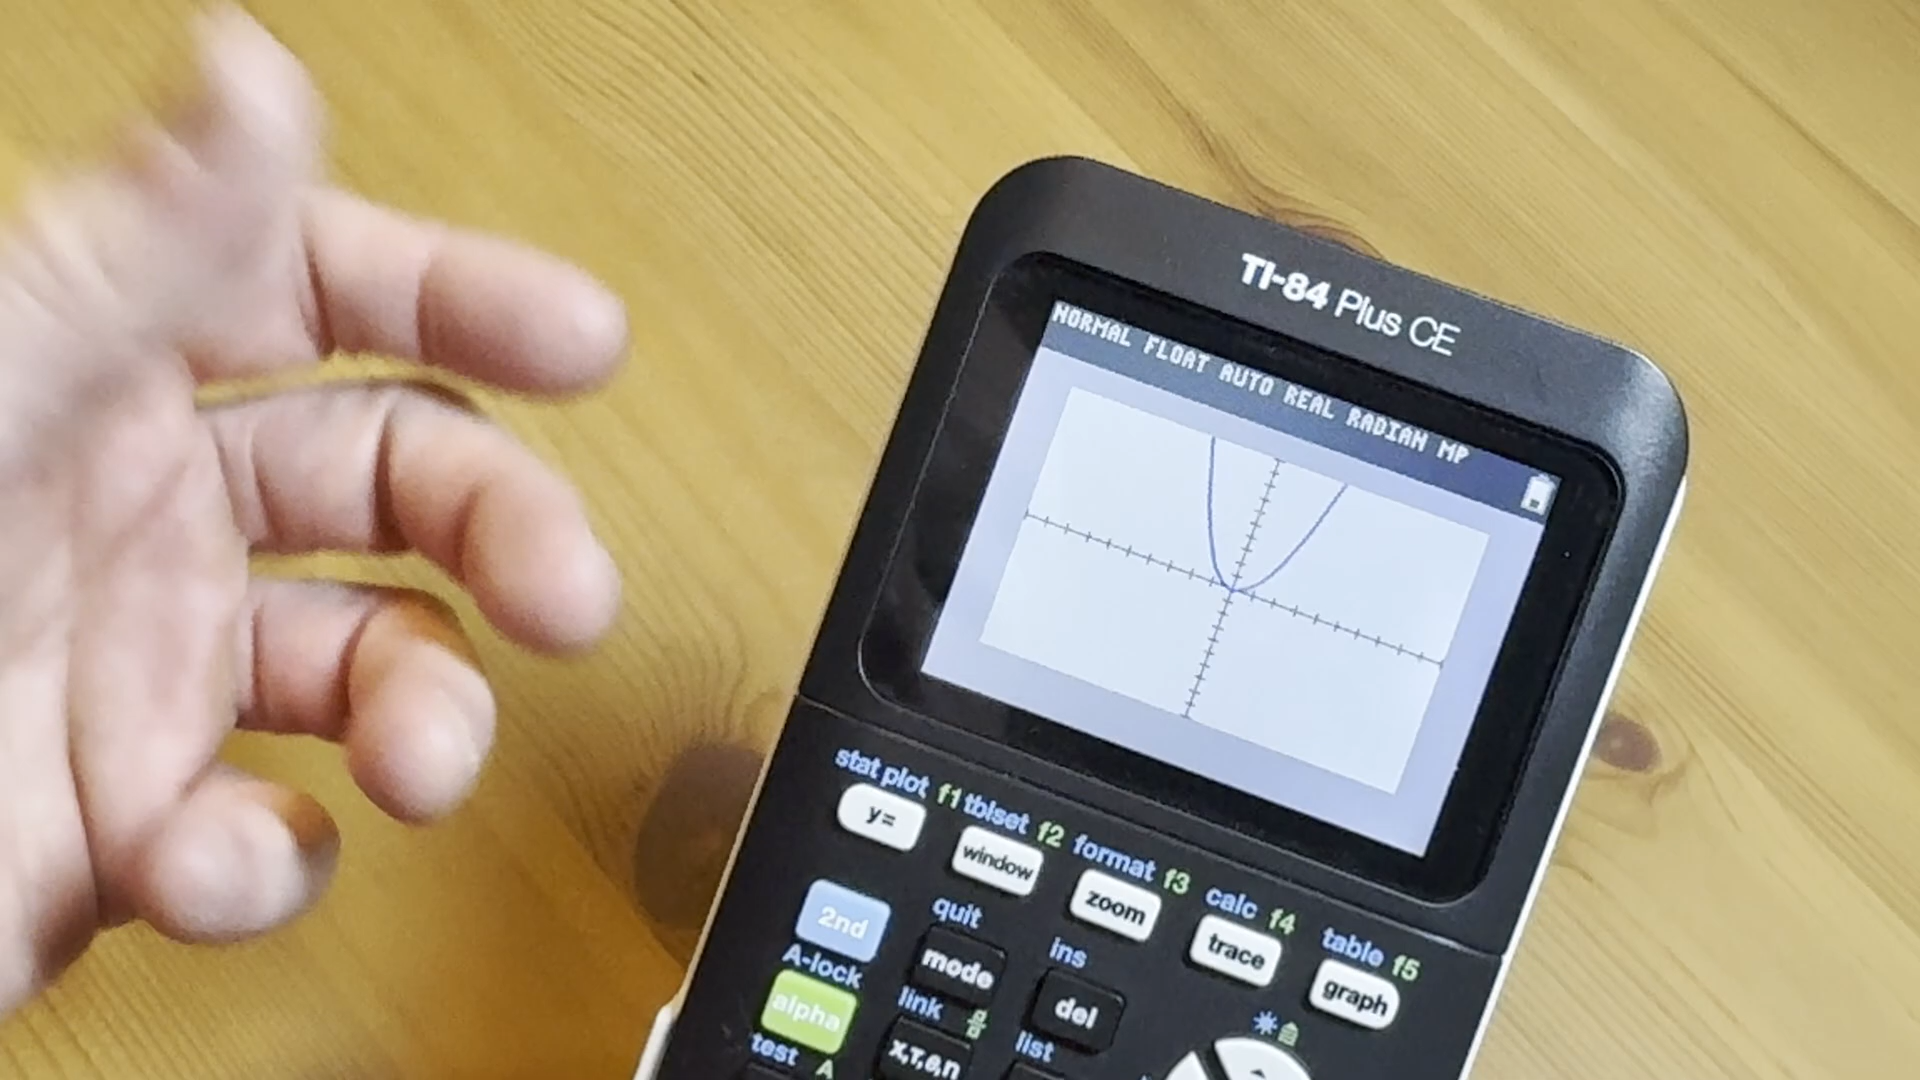 TI-84 Plus CE
NORMAL FLOAT AUTO REAL RADIAN MP
stat plot f1 tblset f2 format f3 calc f4 table f5
y= window zoom trace graph
quit ins
2nd mode del
A-lock link list
alpha x,T,θ,n
test A